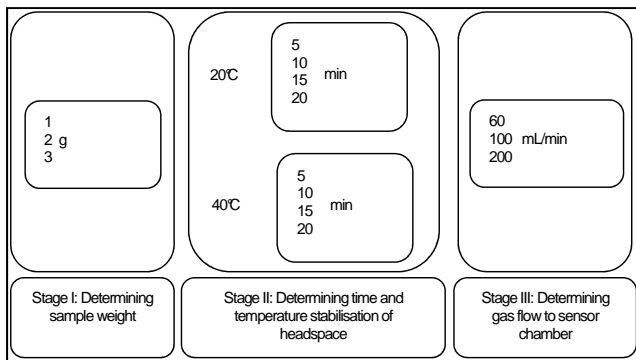 1
2 g
3
20°C
5
10
15
20
min
40°C
5
10
15
20
min
60
100 mL/min
200
Stage I: Determining
sample weight
Stage II: Determining time and
temperature stabilisation of
headspace
Stage III: Determining
gas flow to sensor
chamber